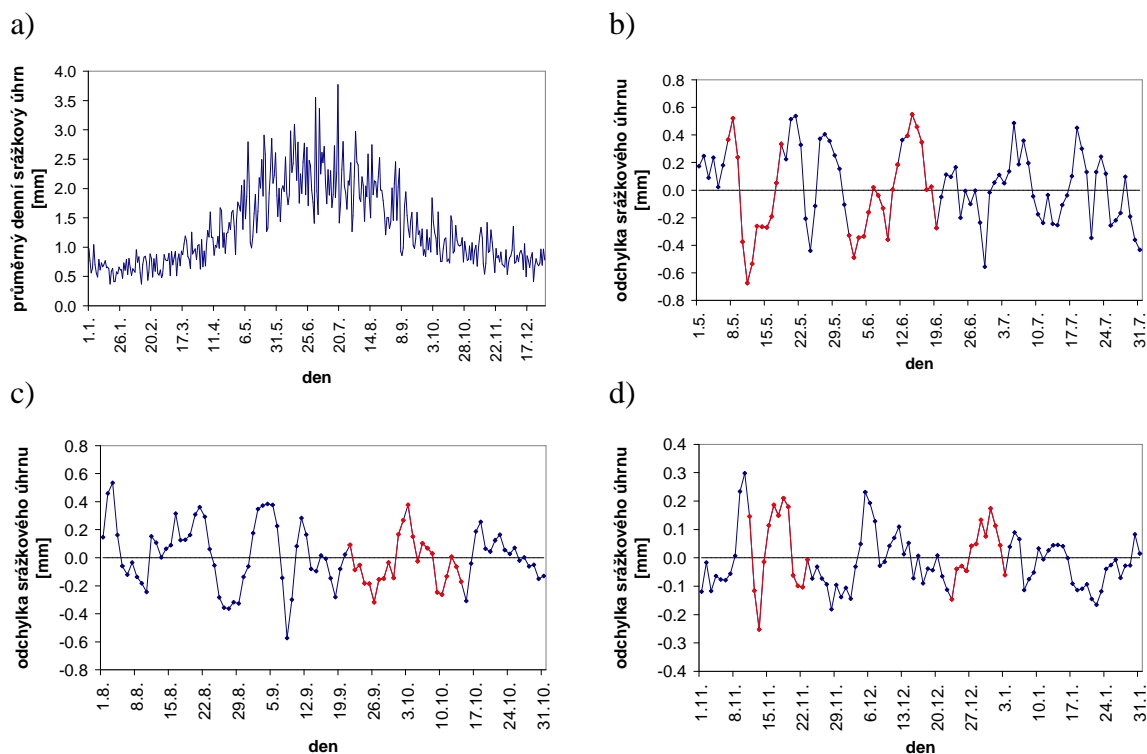 a)
průměrný denní srážkový úhrn
[mm]
4.0
3.5
3.0
2.5
2.0
1.5
1.0
0.5
0.0
1.1. 26.1. 20.2. 17.3. 11.4. 6.5. 31.5. 25.6. 20.7. 14.8. 8.9. 3.10. 28.10. 22.11. 17.12.
den
b)
odchylka srážkového úhrnu
[mm]
0.8
0.6
0.4
0.2
0.0
-0.2
-0.4
-0.6
-0.8
1.5. 8.5. 15.5. 22.5. 29.5. 5.6. 12.6. 19.6. 26.6. 3.7. 10.7. 17.7. 24.7. 31.7.
den
c)
odchylka srážkového úhrnu
[mm]
0.8
0.6
0.4
0.2
0.0
-0.2
-0.4
-0.6
-0.8
1.8. 8.8. 15.8. 22.8. 29.8. 5.9. 12.9. 19.9. 26.9. 3.10. 10.10. 17.10. 24.10. 31.10.
den
d)
odchylka srážkového úhrnu
[mm]
0.4
0.3
0.2
0.1
0.0
-0.1
-0.2
-0.3
-0.4
1.11. 8.11. 15.11. 22.11. 29.11. 6.12. 13.12. 20.12. 27.12. 3.1. 10.1. 17.1. 24.1. 31.1.
den